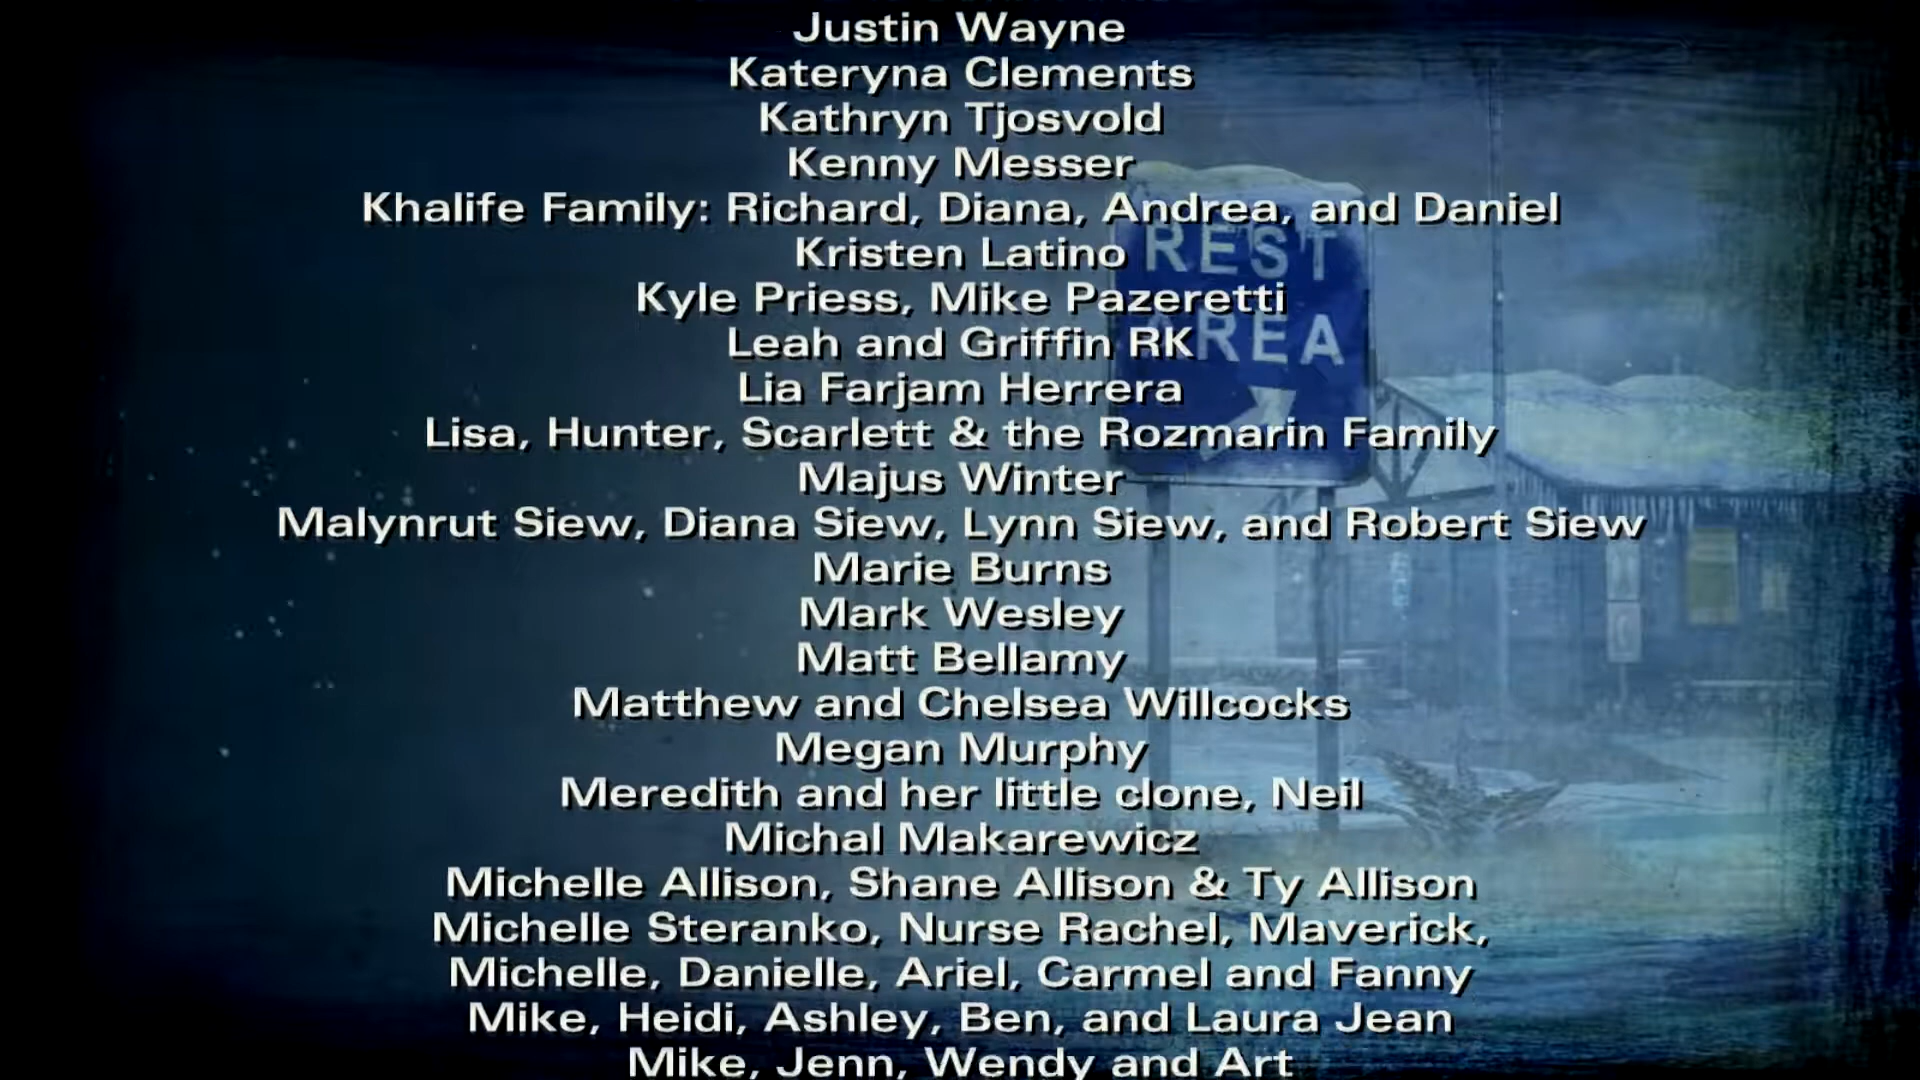 Justin Wayne
Kateryna Clements
Kathryn Tjosvold
Kenny Messer
Khalife Family: Richard, Diana, Andrea, and Daniel
Kristen Latino
REST
Kyle Priess, Mike Pazeretti
Leah and Griffin RK
AREA
Lia Farjam Herrera
Lisa, Hunter, Scarlett & the Rozmarin Family
Majus Winter
Malynrut Siew, Diana Siew, Lynn Siew, and Robert Siew
Marie Burns
Mark Wesley
Matt Bellamy
Matthew and Chelsea Willcocks
Megan Murphy
Meredith and her little clone, Neil
Michal Makarewicz
Michelle Allison, Shane Allison & Ty Allison
Michelle Steranko, Nurse Rachel, Maverick,
Michelle, Danielle, Ariel, Carmel and Fanny
Mike, Heidi, Ashley, Ben, and Laura Jean
Mike, Jenn, Wendy and Art